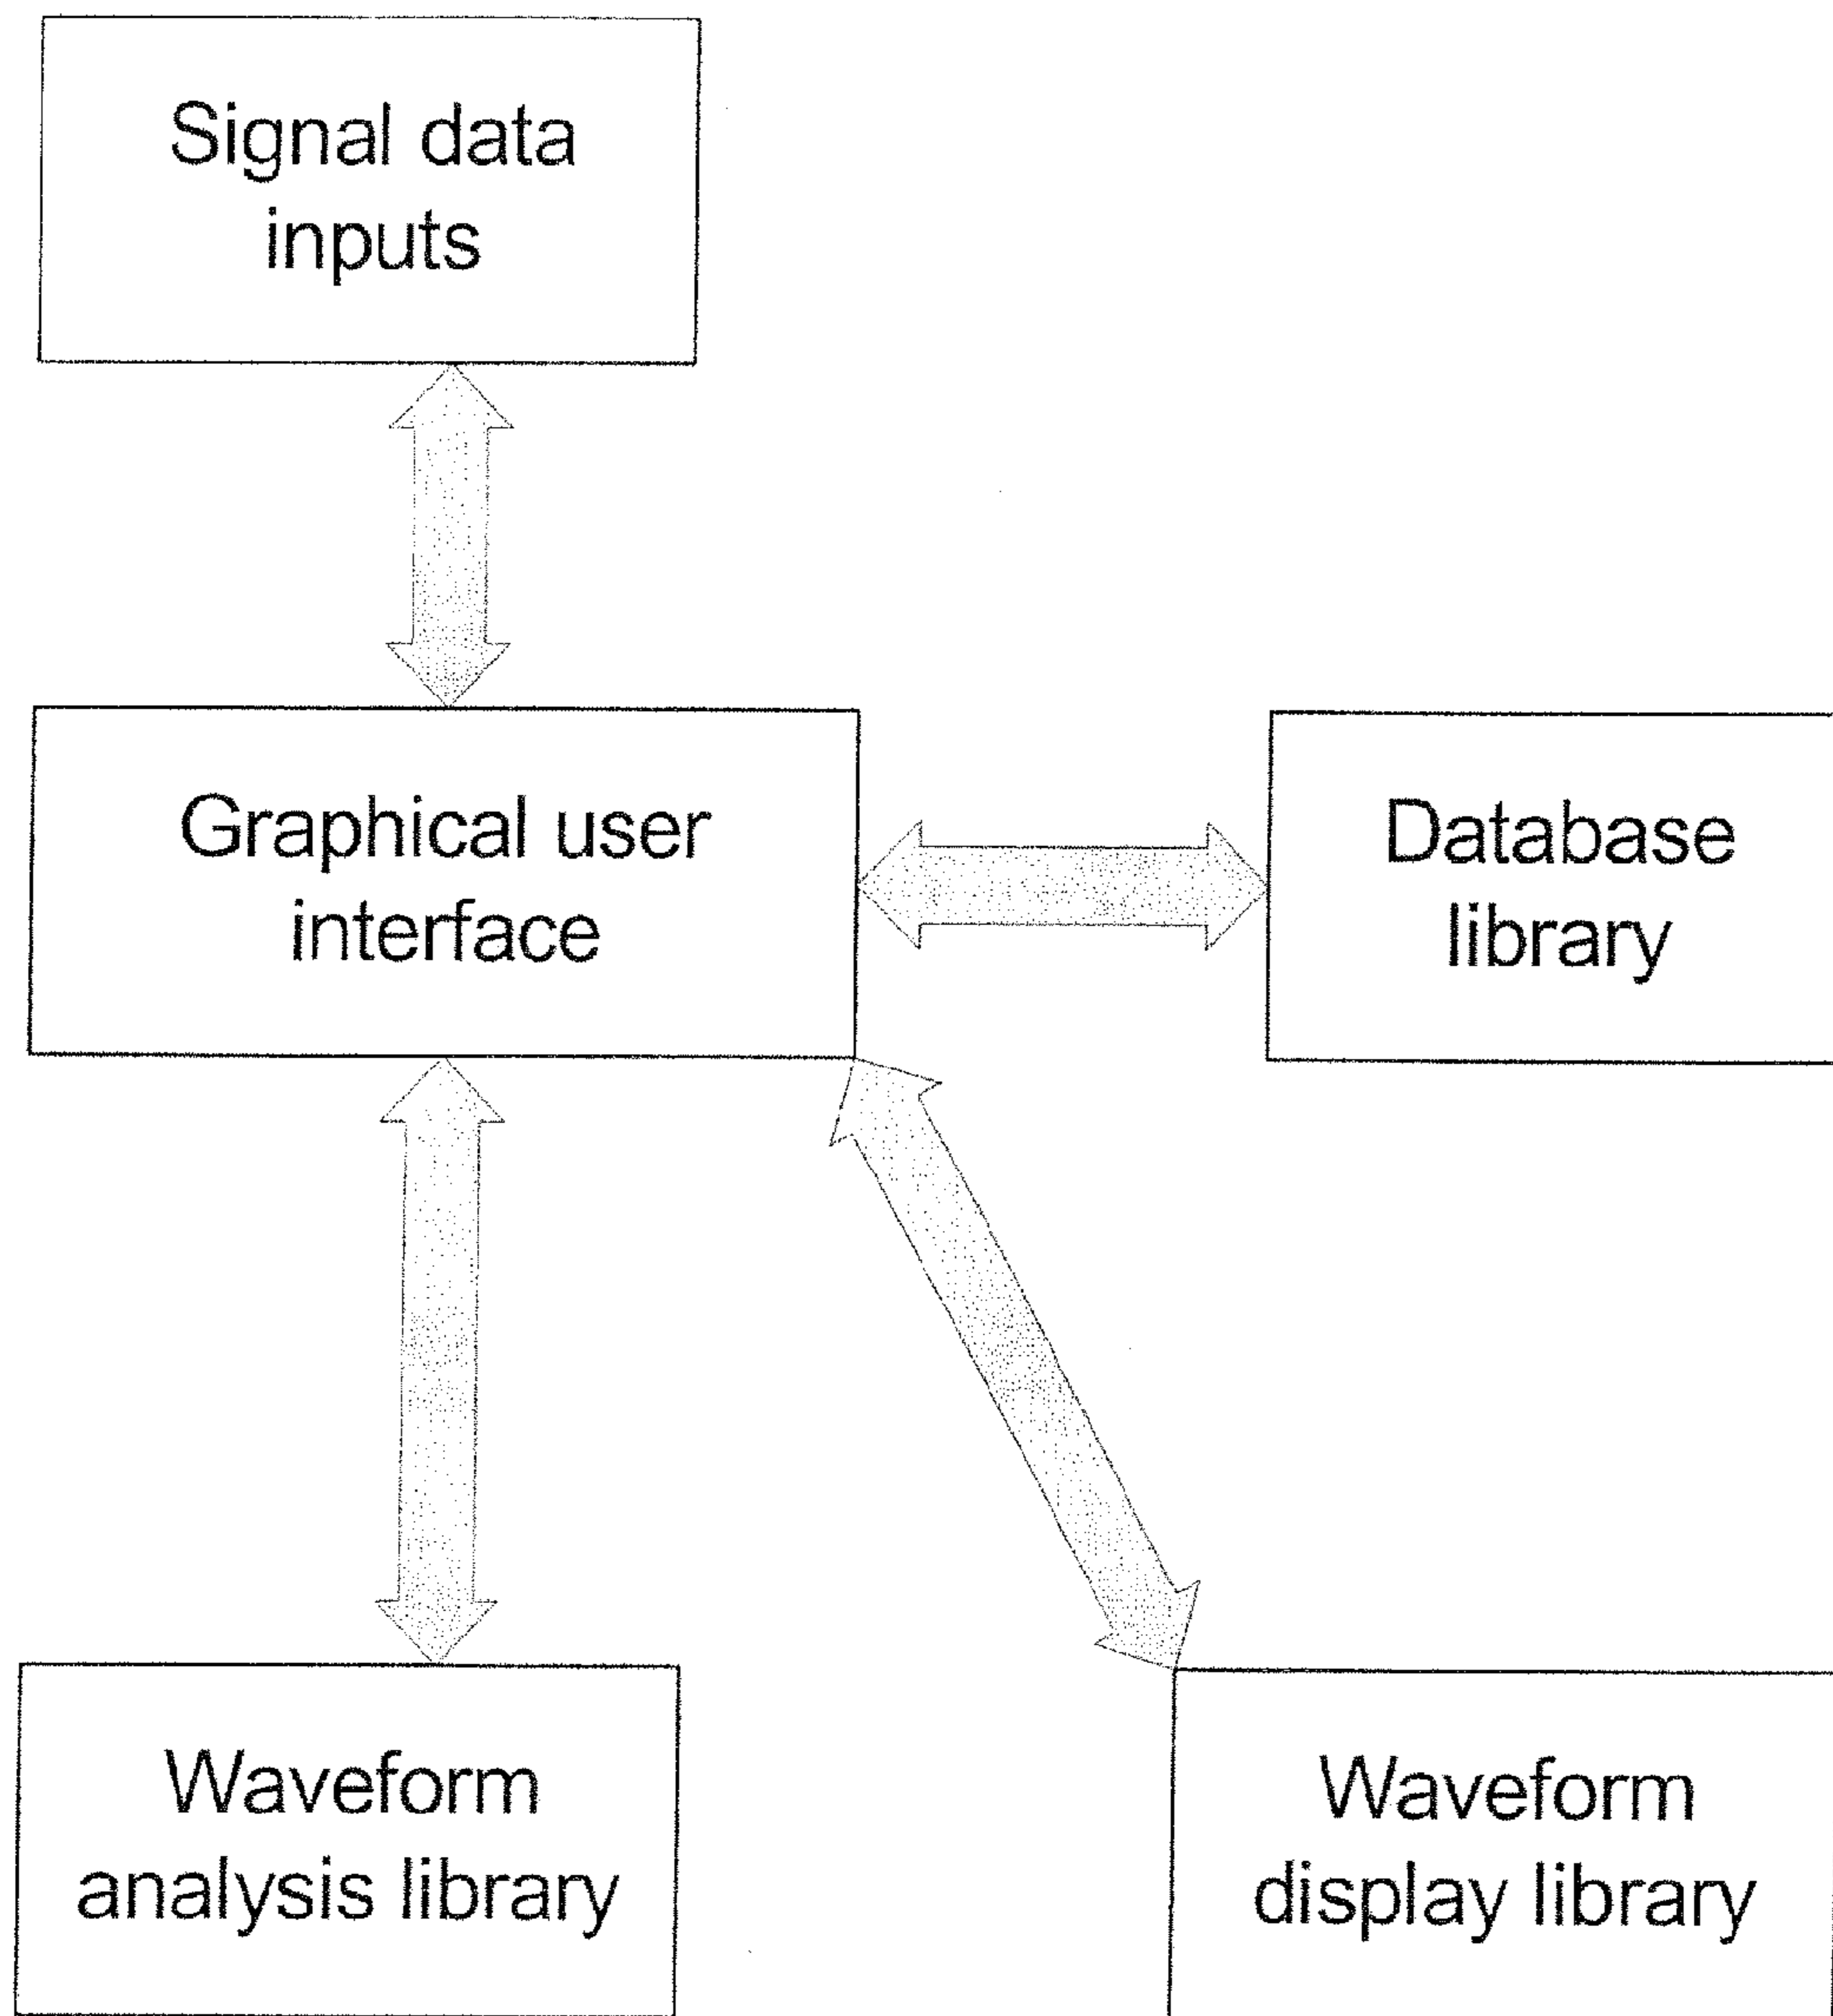 Signal data
inputs
Graphical user
interface
Database
library
Waveform
analysis library
Waveform
display library